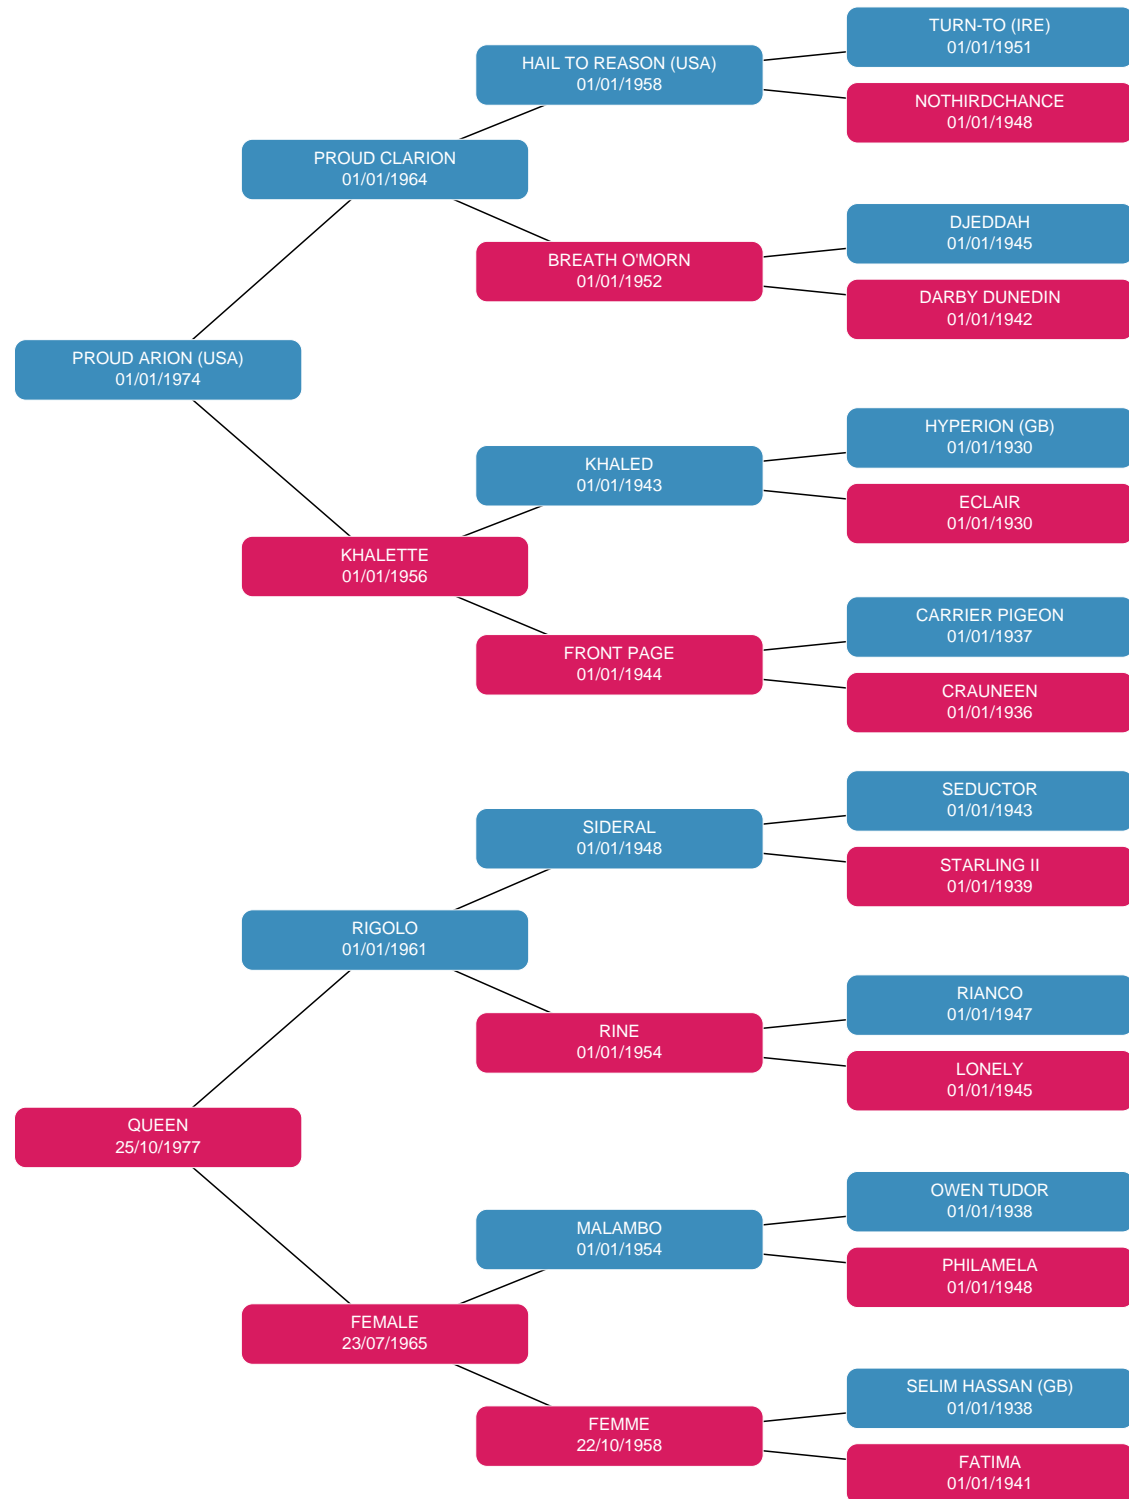 TURN-TO (IRE)
01/01/1951
HAIL TO REASON (USA)
01/01/1958
NOTHIRDCHANCE
01/01/1948
PROUD CLARION
01/01/1964
DJEDDAH
01/01/1945
BREATH O'MORN
01/01/1952
DARBY DUNEDIN
01/01/1942
PROUD ARION (USA)
01/01/1974
HYPERION (GB)
01/01/1930
KHALED
01/01/1943
ECLAIR
01/01/1930
KHALETTE
01/01/1956
CARRIER PIGEON
01/01/1937
FRONT PAGE
01/01/1944
CRAUNEEN
01/01/1936
SEDUCTOR
01/01/1943
SIDERAL
01/01/1948
STARLING II
01/01/1939
RIGOLO
01/01/1961
RIANCO
01/01/1947
RINE
01/01/1954
LONELY
01/01/1945
QUEEN
25/10/1977
OWEN TUDOR
01/01/1938
MALAMBO
01/01/1954
PHILAMELA
01/01/1948
FEMALE
23/07/1965
SELIM HASSAN (GB)
01/01/1938
FEMME
22/10/1958
FATIMA
01/01/1941